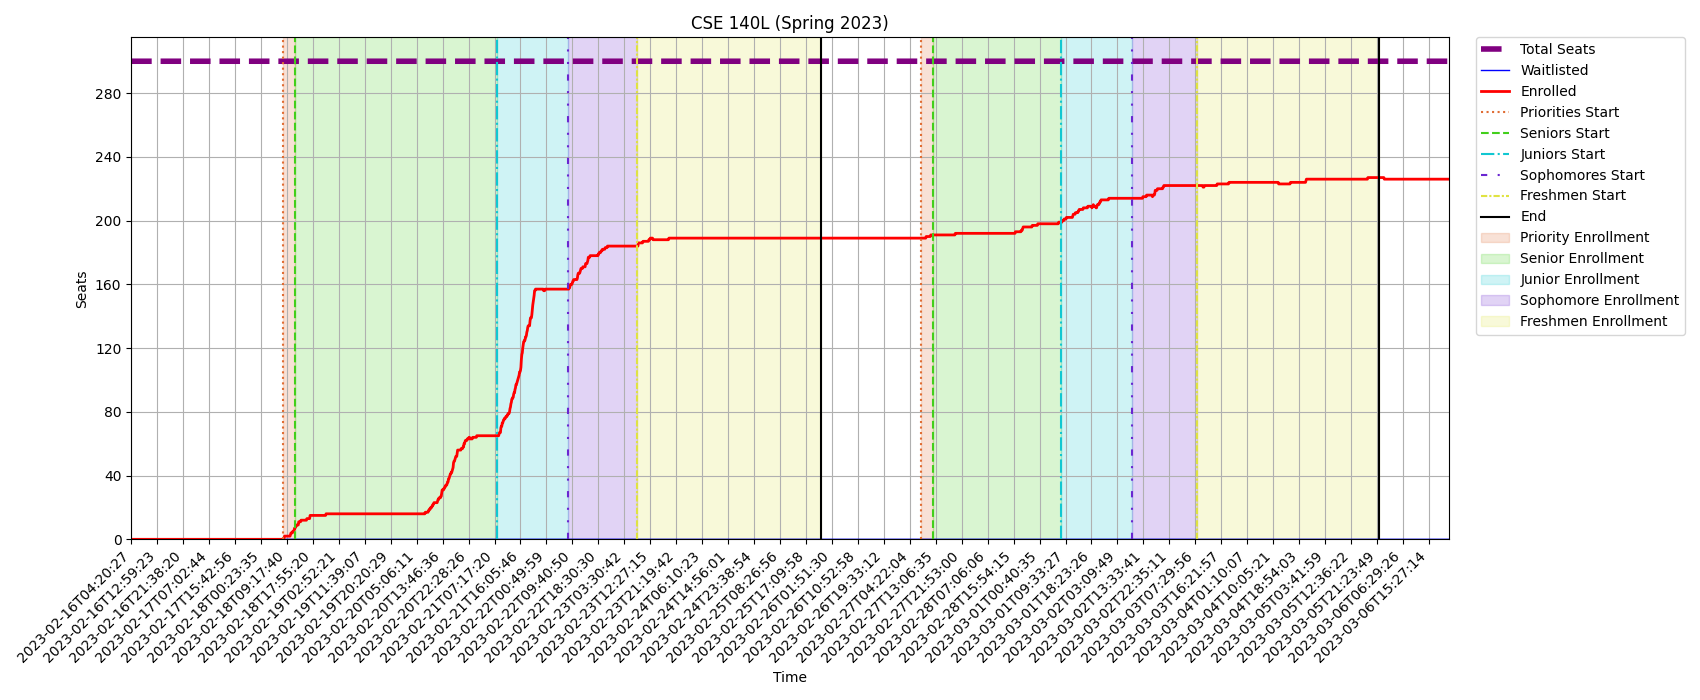 CSE 140L (Spring 2023)
Seats
280
240
200
160
120
80
40
0
2023-02-16T04:20:27
2023-02-16T12:59:23
2023-02-16T21:38:20
2023-02-17T07:02:44
2023-02-17T15:42:56
2023-02-18T00:23:35
2023-02-18T09:17:40
2023-02-18T17:55:20
2023-02-19T02:52:21
2023-02-19T11:39:07
2023-02-19T20:20:29
2023-02-20T05:06:11
2023-02-20T13:46:36
2023-02-20T22:28:26
2023-02-21T07:17:20
2023-02-21T16:05:46
2023-02-22T00:49:59
2023-02-22T09:40:50
2023-02-22T18:30:30
2023-02-23T03:30:42
2023-02-23T12:27:15
2023-02-23T21:19:42
2023-02-24T06:10:23
2023-02-24T14:56:01
2023-02-24T23:38:54
2023-02-25T08:26:56
2023-02-25T17:09:58
2023-02-26T01:51:30
2023-02-26T10:52:58
2023-02-26T19:33:12
2023-02-27T04:22:04
2023-02-27T13:06:35
2023-02-27T21:53:00
2023-02-28T07:06:06
2023-02-28T15:54:15
2023-03-01T00:40:35
2023-03-01T09:33:27
2023-03-01T18:23:26
2023-03-02T03:09:49
2023-03-02T13:33:41
2023-03-02T22:35:11
2023-03-03T07:29:56
2023-03-03T16:21:57
2023-03-04T01:10:07
2023-03-04T10:05:21
2023-03-04T18:54:03
2023-03-05T03:41:59
2023-03-05T12:36:22
2023-03-05T21:23:49
2023-03-06T06:29:26
2023-03-06T15:27:14
Time
Total Seats
Waitlisted
Enrolled
Priorities Start
Seniors Start
Juniors Start
Sophomores Start
Freshmen Start
End
Priority Enrollment
Senior Enrollment
Junior Enrollment
Sophomore Enrollment
Freshmen Enrollment